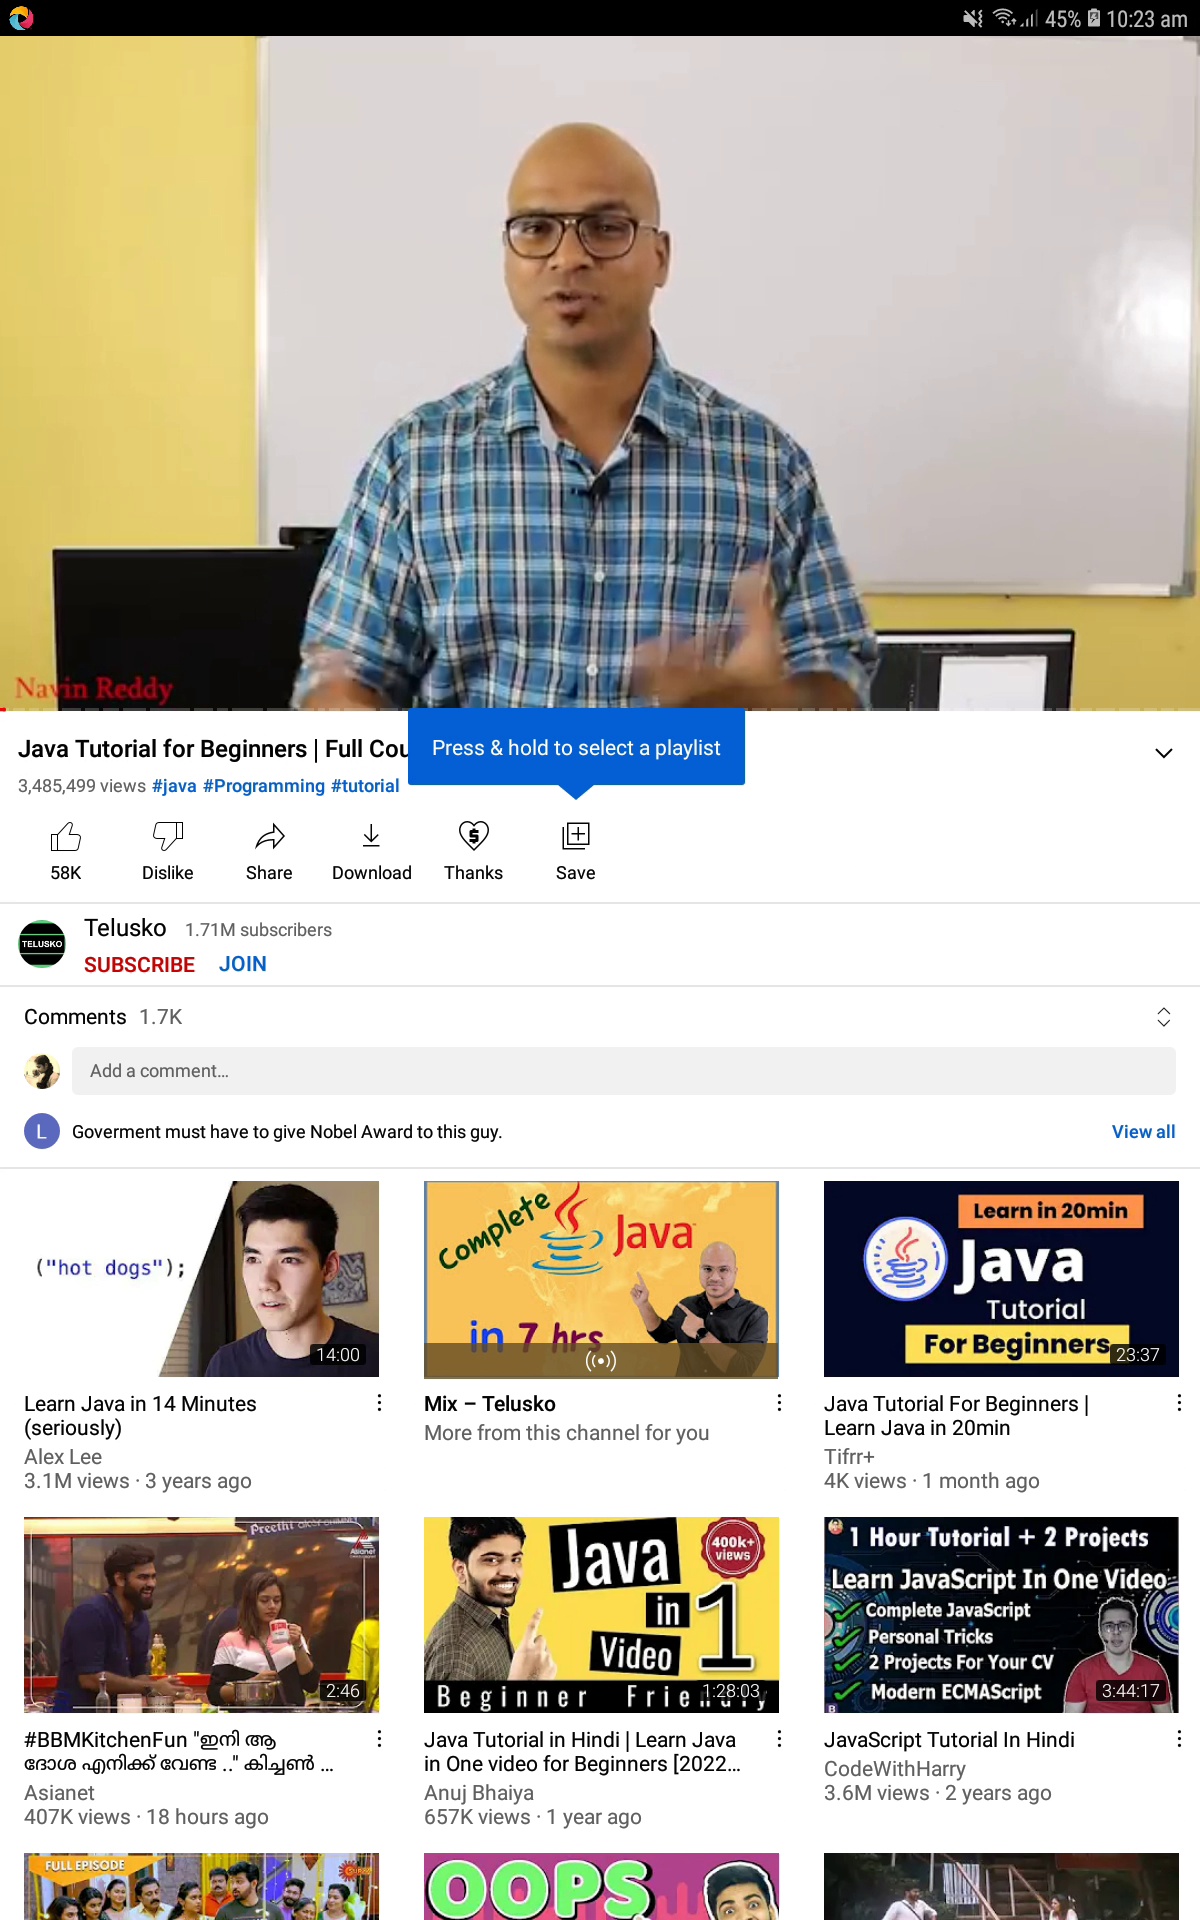 45% 10:23 am
Navin Reddy
Java Tutorial for Beginners | Full Cou
Press & hold to select a playlist
3,485,499 views #java #Programming #tutorial
58K Dislike Share Download Thanks Save
TELUSKO
Telusko 1.71M subscribers
SUBSCRIBE JOIN
Comments 1.7K
Add a comment...
L Goverment must have to give Nobel Award to this guy. View all
("hot dogs");
14:00
Complete Java
in 7 hrs
Learn in 20min
Java
Tutorial
For Beginners
23:37
Learn Java in 14 Minutes
(seriously)
Alex Lee
3.1M views · 3 years ago
Mix – Telusko
More from this channel for you
Java Tutorial For Beginners |
Learn Java in 20min
Tifrr+
4K views · 1 month ago
Preethi
Asianet
2:46
Java
in 1
Video
400k+
views
Beginner
1:28:03
1 Hour Tutorial + 2 Projects
Learn JavaScript In One Video
Complete JavaScript
Personal Tricks
2 Projects For Your CV
Modern ECMAScript
3:44:17
#BBMKitchenFun "ഇനി ആ
ദോശ എനിക്ക് വേണ്ട .." കിച്ചൺ ...
Asianet
407K views · 18 hours ago
Java Tutorial in Hindi | Learn Java
in One video for Beginners [2022...
Anuj Bhaiya
657K views · 1 year ago
JavaScript Tutorial In Hindi
CodeWithHarry
3.6M views · 2 years ago
FULL EPISODE
OOPS